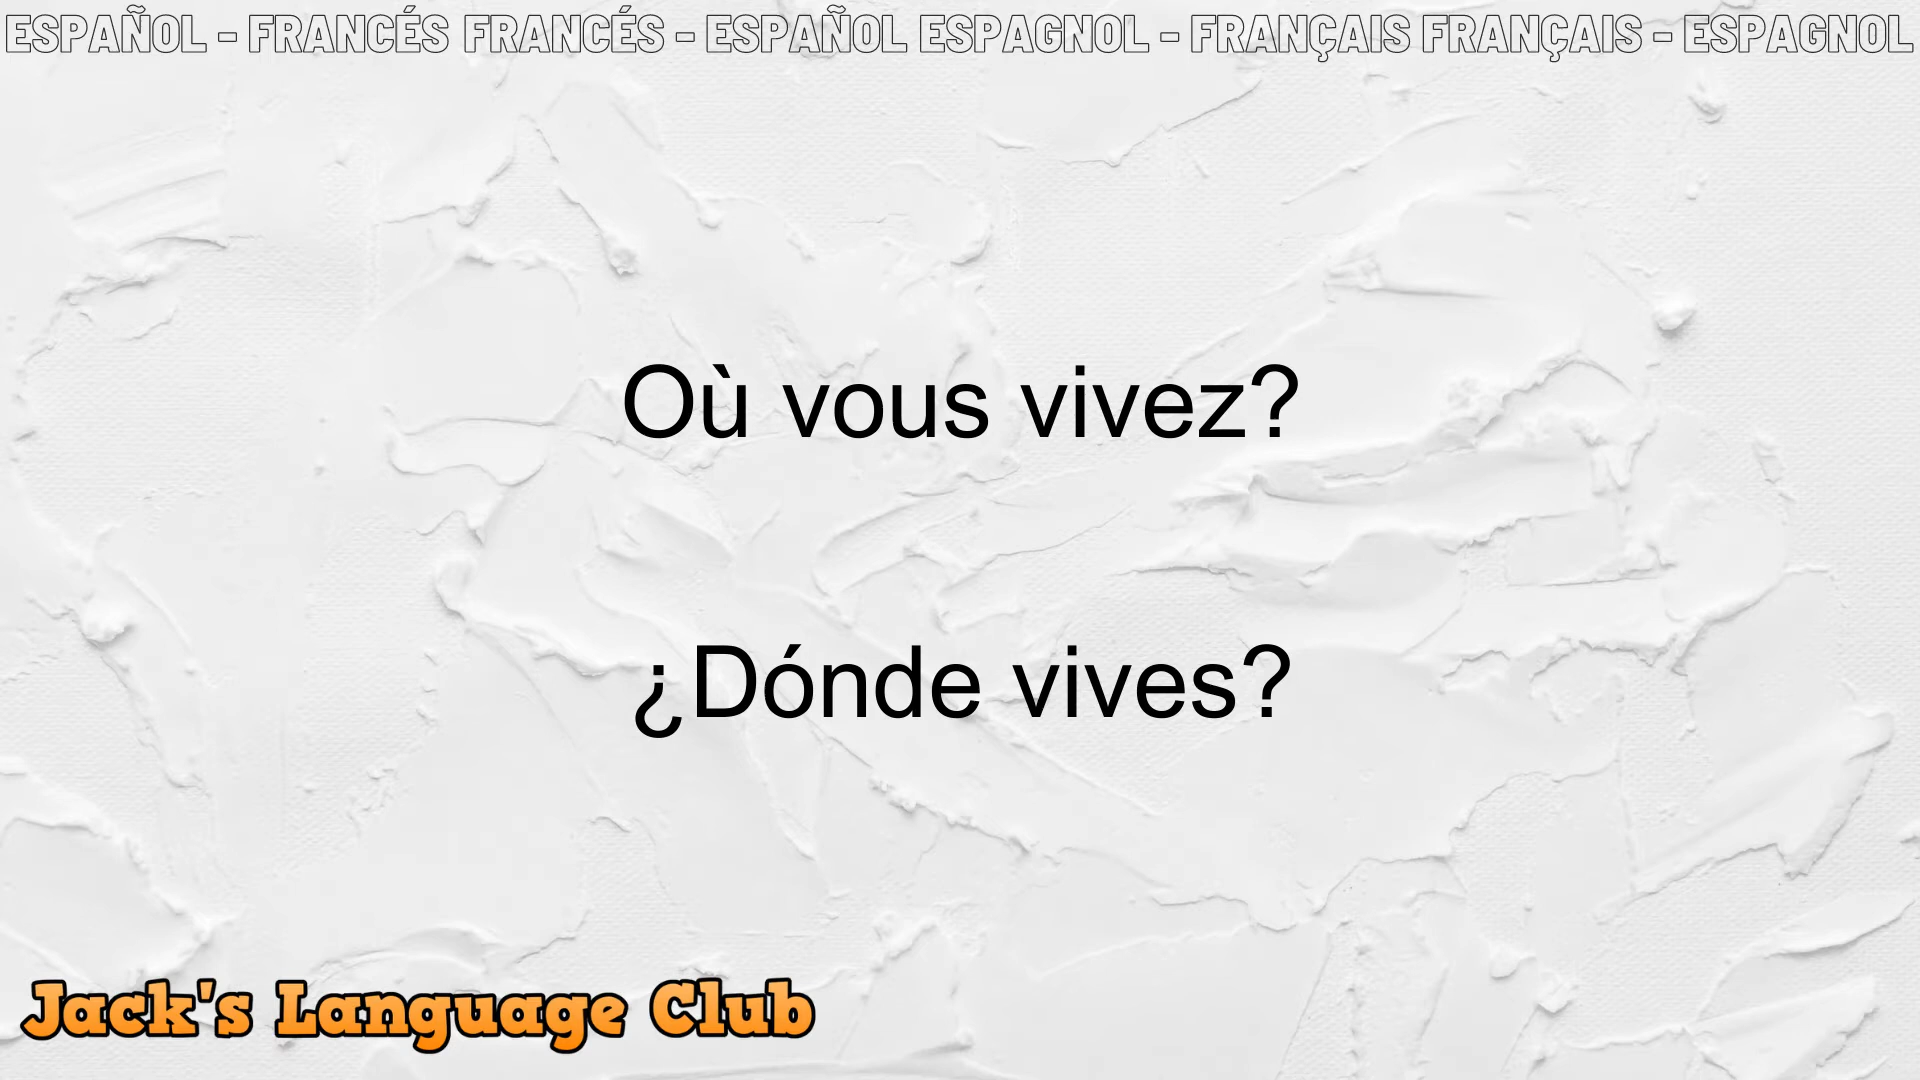 ESPAÑOL - FRANCÉS FRANCÉS - ESPAÑOL ESPAGNOL - FRANÇAIS FRANÇAIS - ESPAGNOL
Où vous vivez?
¿Dónde vives?
Jack's Language Club